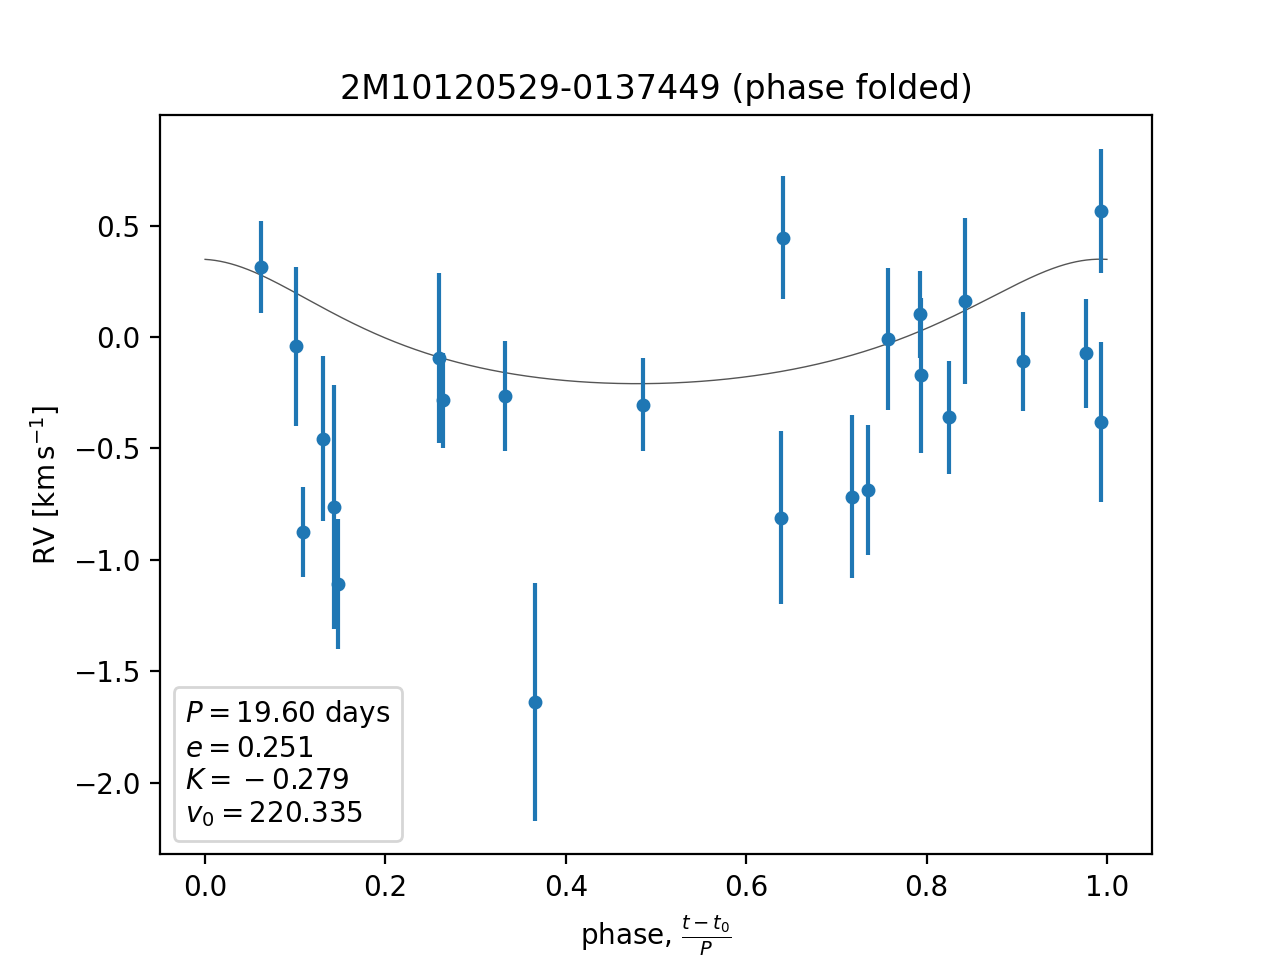 2M10120529-0137449 (phase folded)
RV [km s⁻¹]
0.5
0.0
−0.5
−1.0
−1.5
−2.0
P = 19.60 days
e = 0.251
K = −0.279
v₀ = 220.335
0.0 0.2 0.4 0.6 0.8 1.0
phase, (t − t₀)/P